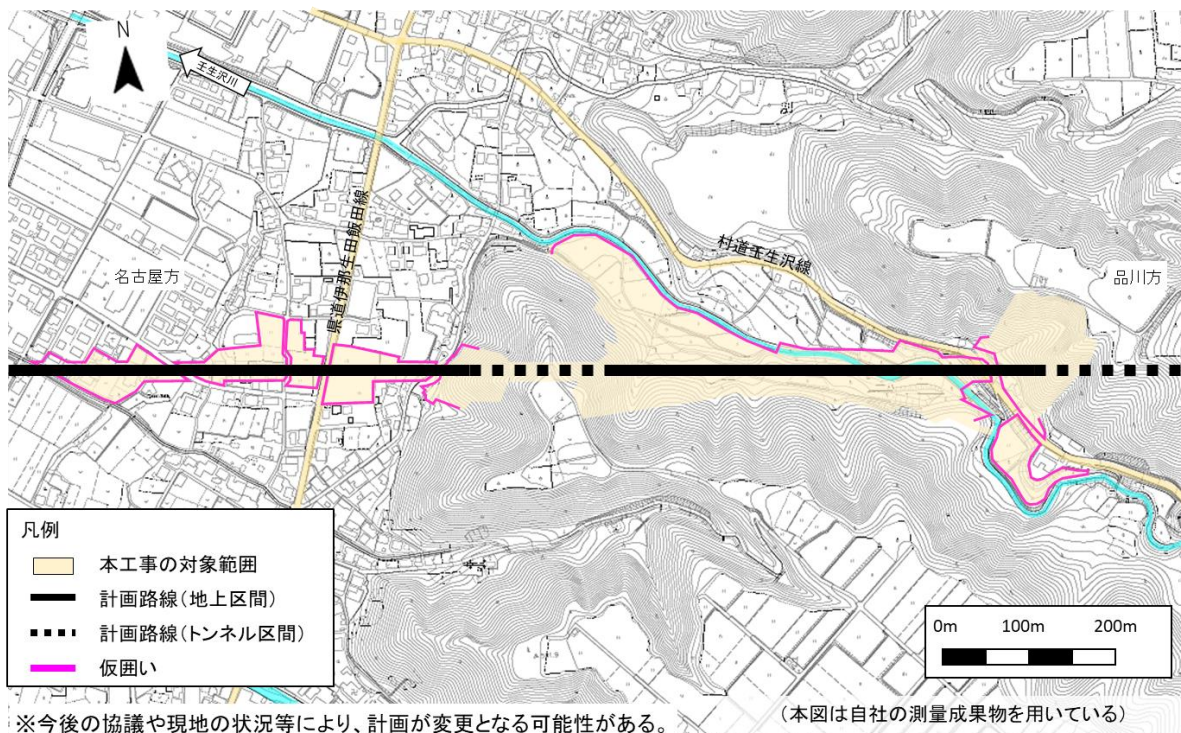 N
壬生沢川
県道伊那生田飯田線
村道壬生沢線
名古屋方
品川方
凡例
本工事の対象範囲
計画路線(地上区間)
計画路線(トンネル区間)
仮囲い
0m 100m 200m
※今後の協議や現地の状況等により、計画が変更となる可能性がある。
(本図は自社の測量成果物を用いている)